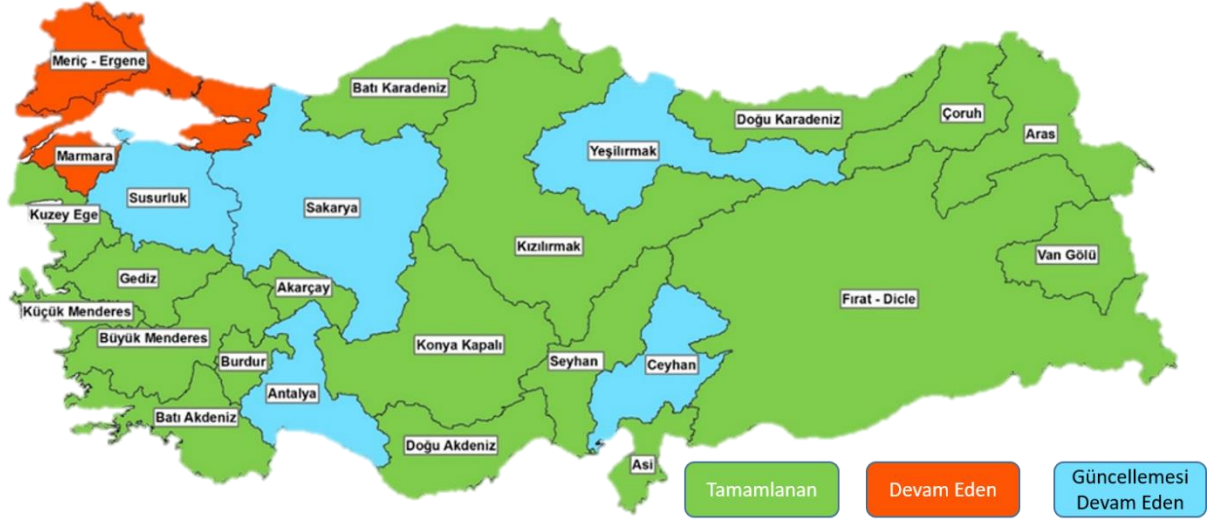 Meriç - Ergene
Batı Karadeniz
Doğu Karadeniz
Çoruh
Aras
Marmara
Yeşilırmak
Susurluk
Sakarya
Kuzey Ege
Kızılırmak
Van Gölü
Gediz
Akarçay
Fırat - Dicle
Küçük Menderes
Büyük Menderes
Konya Kapalı
Burdur
Seyhan
Ceyhan
Antalya
Batı Akdeniz
Doğu Akdeniz
Asi
Tamamlanan
Devam Eden
Güncellemesi
Devam Eden